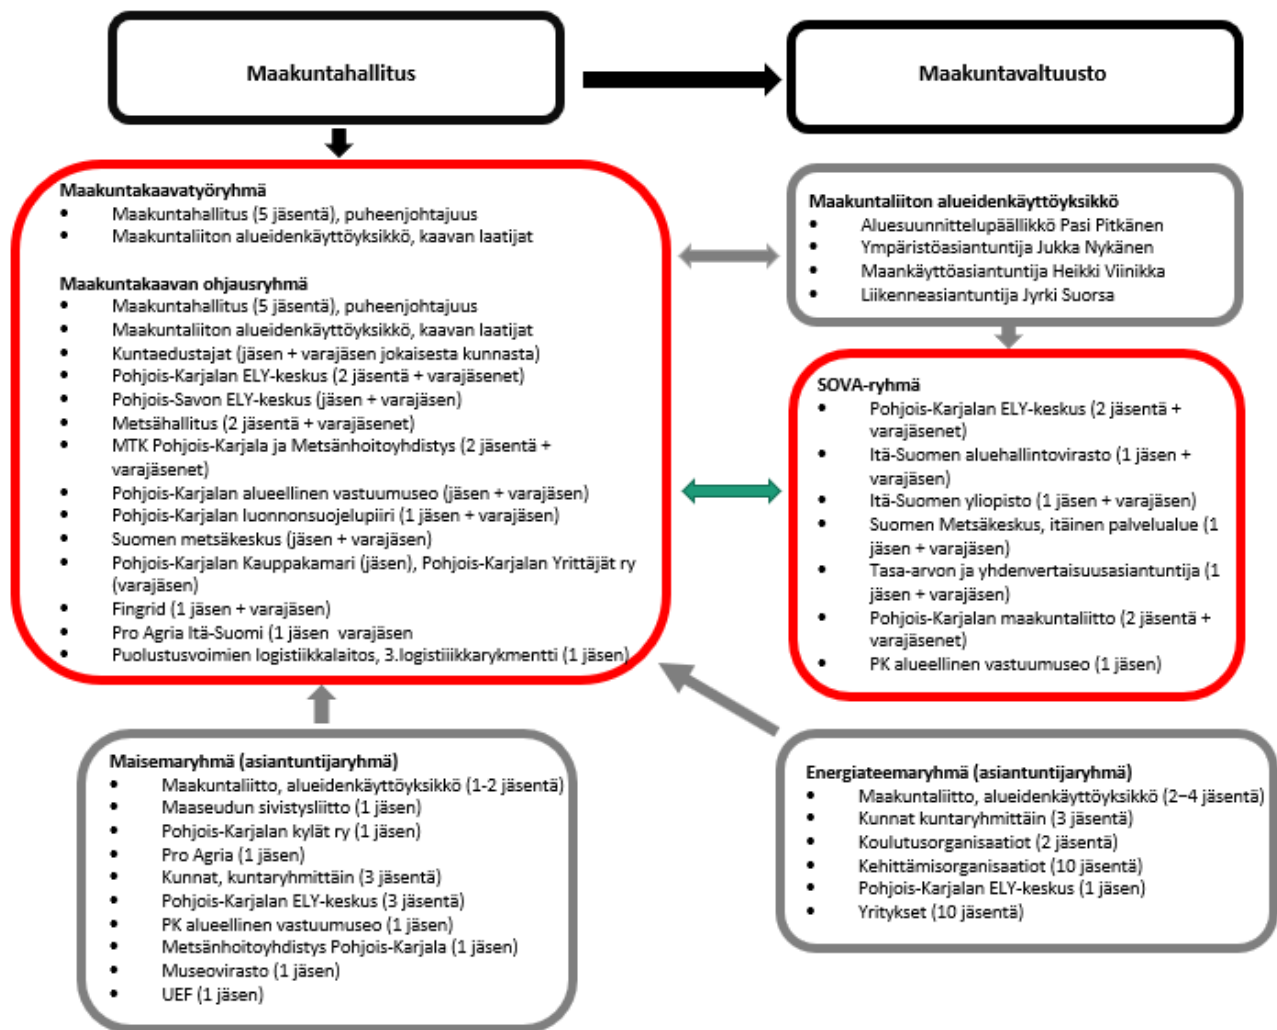 Maakuntahallitus
Maakuntavaltuusto
Maakuntakaavatyöryhmä
• Maakuntahallitus (5 jäsentä), puheenjohtajuus
• Maakuntaliiton alueidenkäyttöyksikkö, kaavan laatijat
Maakuntakaavan ohjausryhmä
• Maakuntahallitus (5 jäsentä), puheenjohtajuus
• Maakuntaliiton alueidenkäyttöyksikkö, kaavan laatijat
• Kuntaedustajat (jäsen + varajäsen jokaisesta kunnasta)
• Pohjois-Karjalan ELY-keskus (2 jäsentä + varajäsenet)
• Pohjois-Savon ELY-keskus (jäsen + varajäsen)
• Metsähallitus (2 jäsentä + varajäsenet)
• MTK Pohjois-Karjala ja Metsänhoitoyhdistys (2 jäsentä +
varajäsenet)
• Pohjois-Karjalan alueellinen vastuumuseo (jäsen + varajäsen)
• Pohjois-Karjalan luonnonsuojelupiiri (1 jäsen + varajäsen)
• Suomen metsäkeskus (jäsen + varajäsen)
• Pohjois-Karjalan Kauppakamari (jäsen), Pohjois-Karjalan Yrittäjät ry
(varajäsen)
• Fingrid (1 jäsen + varajäsen)
• Pro Agria Itä-Suomi (1 jäsen varajäsen
• Puolustusvoimien logistiikkalaitos, 3.logistiiikkarykmentti (1 jäsen)
Maakuntaliiton alueidenkäyttöyksikkö
• Aluesuunnittelupäällikkö Pasi Pitkänen
• Ympäristöasiantuntija Jukka Nykänen
• Maankäyttöasiantuntija Heikki Viinikka
• Liikenneasiantuntija Jyrki Suorsa
SOVA-ryhmä
• Pohjois-Karjalan ELY-keskus (2 jäsentä +
varajäsenet)
• Itä-Suomen aluehallintovirasto (1 jäsen +
varajäsen)
• Itä-Suomen yliopisto (1 jäsen + varajäsen)
• Suomen Metsäkeskus, itäinen palvelualue (1
jäsen + varajäsen)
• Tasa-arvon ja yhdenvertaisuusasiantuntija (1
jäsen + varajäsen)
• Pohjois-Karjalan maakuntaliitto (2 jäsentä +
varajäsenet)
• PK alueellinen vastuumuseo (1 jäsen)
Maisemaryhmä (asiantuntijaryhmä)
• Maakuntaliitto, alueidenkäyttöyksikkö (1-2 jäsentä)
• Maaseudun sivistysliitto (1 jäsen)
• Pohjois-Karjalan kylät ry (1 jäsen)
• Pro Agria (1 jäsen)
• Kunnat, kuntaryhmittäin (3 jäsentä)
• Pohjois-Karjalan ELY-keskus (3 jäsentä)
• PK alueellinen vastuumuseo (1 jäsen)
• Metsänhoitoyhdistys Pohjois-Karjala (1 jäsen)
• Museovirasto (1 jäsen)
• UEF (1 jäsen)
Energiateemaryhmä (asiantuntijaryhmä)
• Maakuntaliitto, alueidenkäyttöyksikkö (2–4 jäsentä)
• Kunnat kuntaryhmittäin (3 jäsentä)
• Koulutusorganisaatiot (2 jäsentä)
• Kehittämisorganisaatiot (10 jäsentä)
• Pohjois-Karjalan ELY-keskus (1 jäsen)
• Yritykset (10 jäsentä)